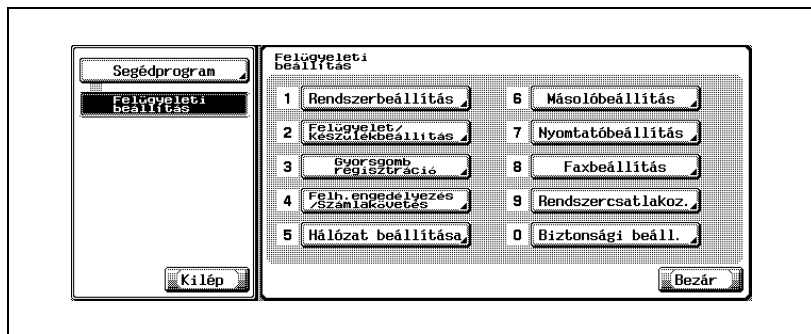 Segédprogram
Felügyeleti
beállítás
Kilép
Felügyeleti
beállítás
1 Rendszerbeállítás
2 Felügyelet/
Készülékbeállítás
3 Gyorsgomb
regisztráció
4 Felh.engedélyezés
/Számlakövetés
5 Hálózat beállítása
6 Másolóbeállítás
7 Nyomtatóbeállítás
8 Faxbeállítás
9 Rendszercsatlakoz.
0 Biztonsági beáll.
Bezár